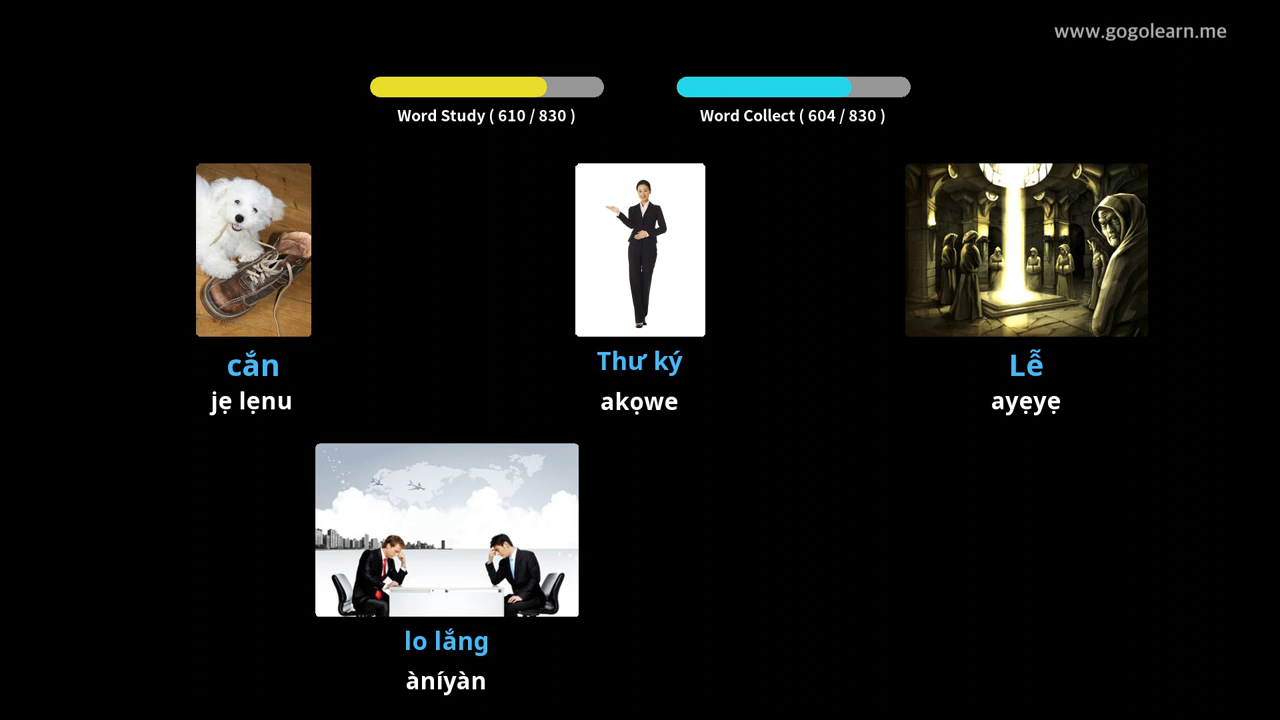 www.gogolearn.me
Word Study ( 610 / 830 )
Word Collect ( 604 / 830 )
cắn
jẹ lẹnu
Thư ký
akọwe
Lễ
ayẹyẹ
lo lắng
àníyàn